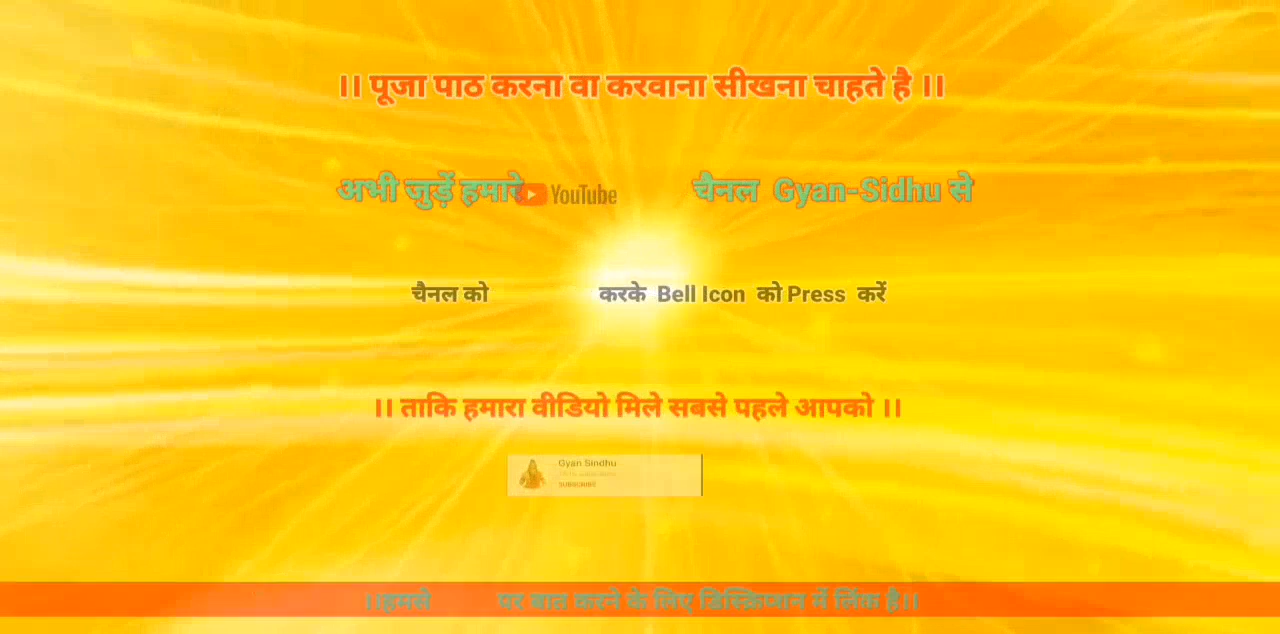 ।। पूजा पाठ करना वा करवाना सीखना चाहते है ।।
अभी जुड़ें हमारे YouTube चैनल Gyan-Sidhu से
चैनल को करके Bell Icon को Press करें
।। ताकि हमारा वीडियो मिले सबसे पहले आपको ।।
Gyan Sindhu
SUBSCRIBE
।।हमसे पर बात करने के लिए डिस्क्रिप्शन में लिंक है।।